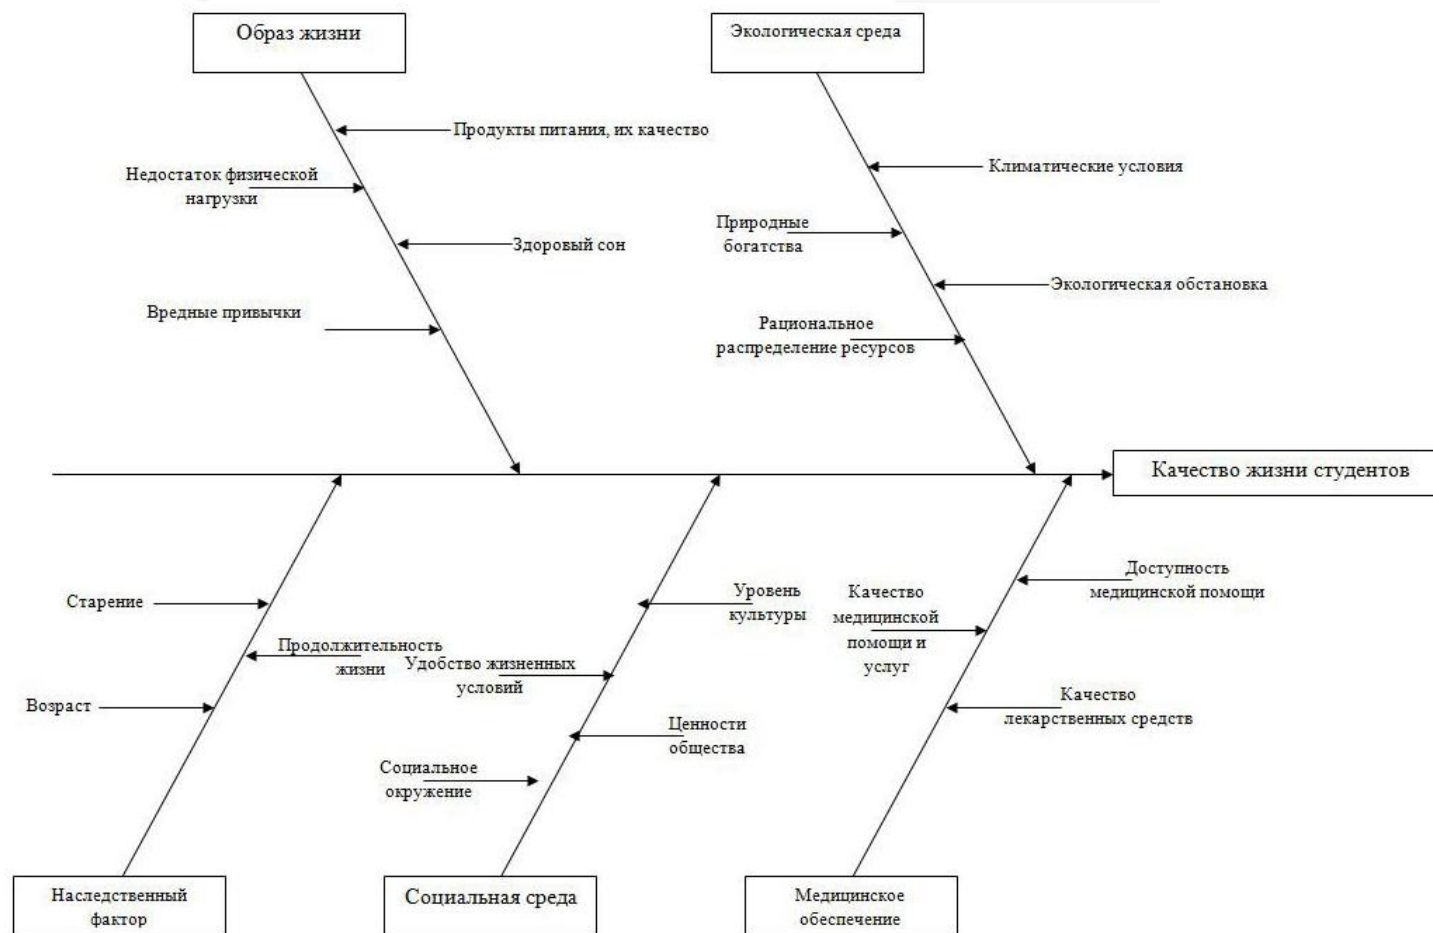 Образ жизни
Экологическая среда
Продукты питания, их качество
Недостаток физической
нагрузки
Здоровый сон
Вредные привычки
Климатические условия
Природные
богатства
Экологическая обстановка
Рациональное
распределение ресурсов
Качество жизни студентов
Старение
Продолжительность
жизни
Возраст
Уровень
культуры
Удобство жизненных
условий
Ценности
общества
Социальное
окружение
Доступность
медицинской помощи
Качество
медицинской
помощи и
услуг
Качество
лекарственных средств
Наследственный
фактор
Социальная среда
Медицинское
обеспечение